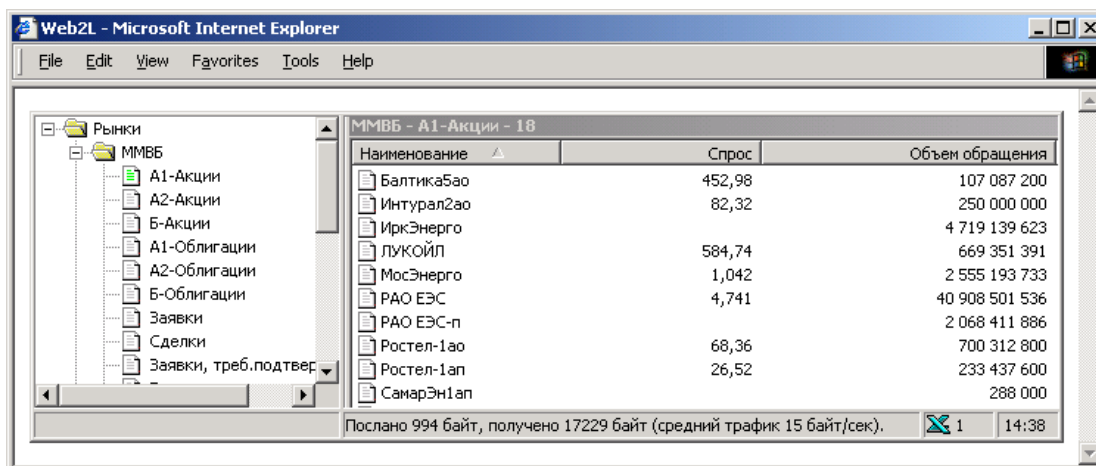 Web2L - Microsoft Internet Explorer
File Edit View Favorites Tools Help
Рынки
ММВБ
А1-Акции
А2-Акции
Б-Акции
А1-Облигации
А2-Облигации
Б-Облигации
Заявки
Сделки
Заявки, треб.подтвер
ММВБ - А1-Акции - 18
Наименование Спрос Объем обращения
Балтика5ао 452,98 107 087 200
Интурал2ао 82,32 250 000 000
ИркЭнерго 4 719 139 623
ЛУКОЙЛ 584,74 669 351 391
МосЭнерго 1,042 2 555 193 733
РАО ЕЭС 4,741 40 908 501 536
РАО ЕЭС-п 2 068 411 886
Ростел-1ао 68,36 700 312 800
Ростел-1ап 26,52 233 437 600
СамарЭн1ап 288 000
Послано 994 байт, получено 17229 байт (средний трафик 15 байт/сек). 1 14:38